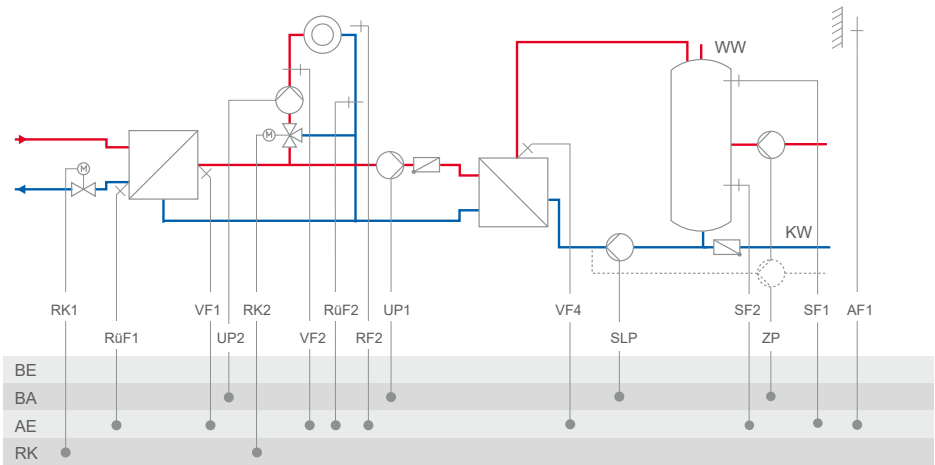 WW
M
M
KW
RK1 VF1 RK2 RüF2 UP1 VF4 SF2 SF1 AF1
RüF1 UP2 VF2 RF2 SLP ZP
BE
BA
AE
RK